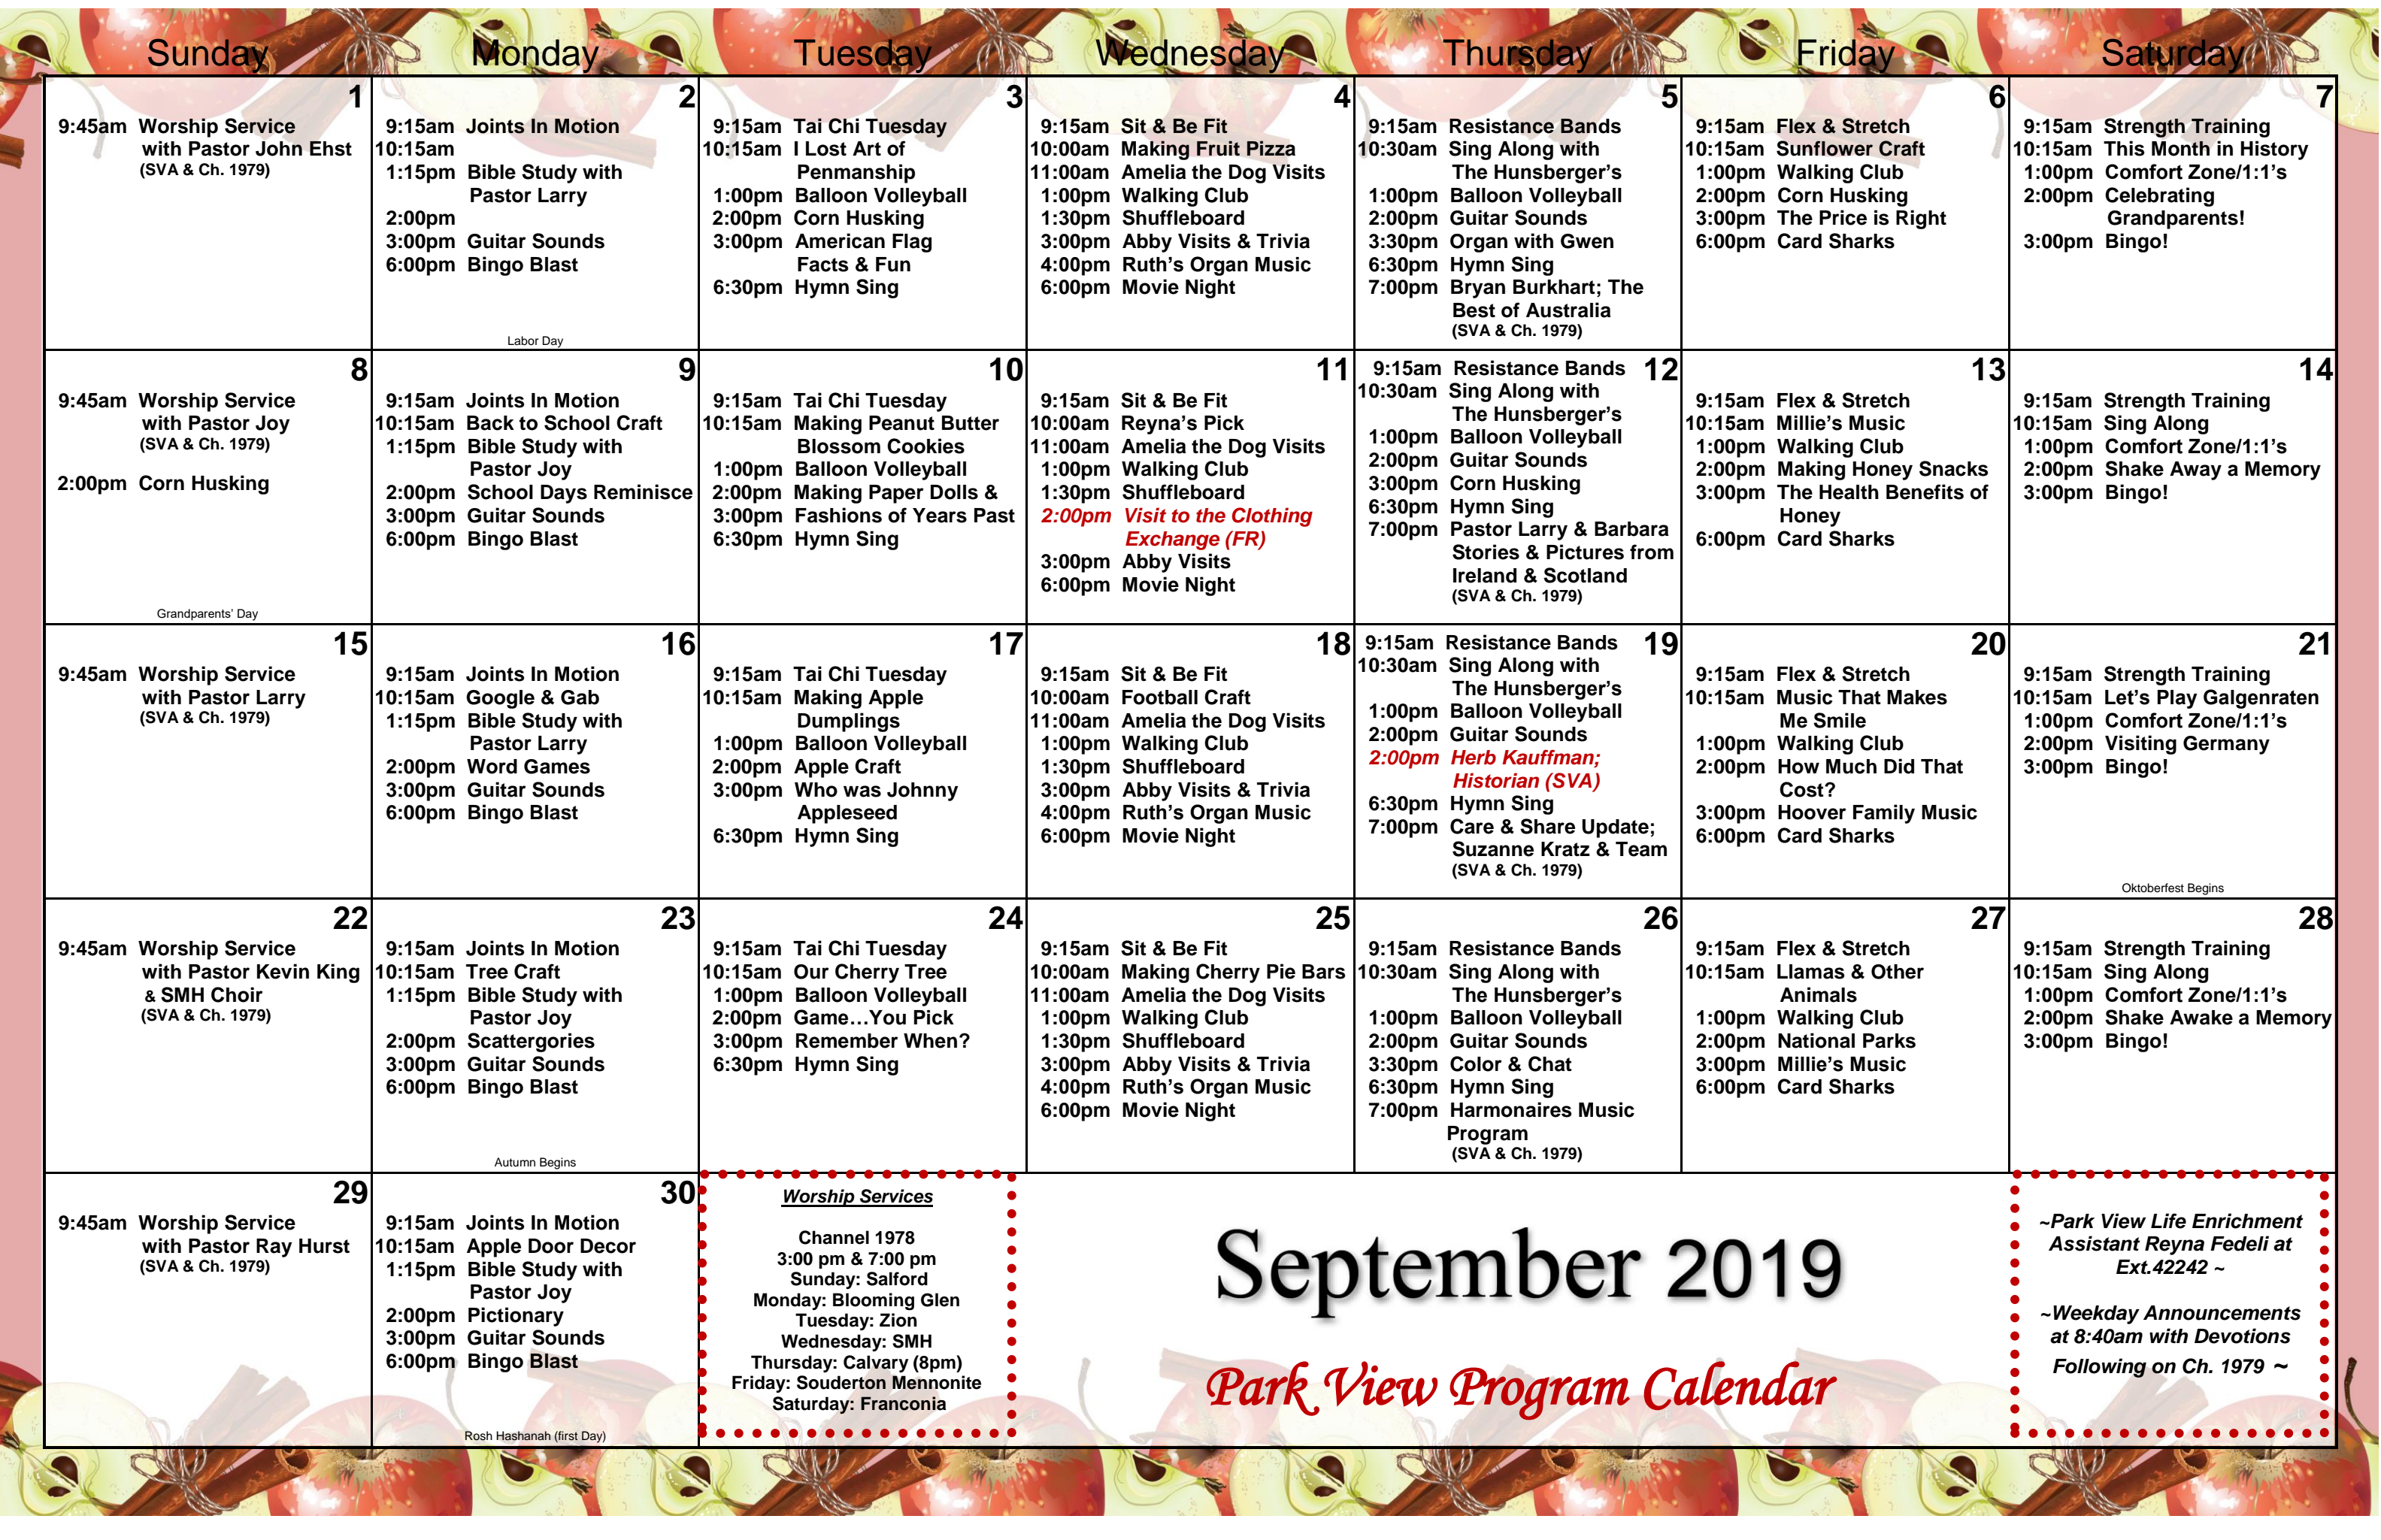 Sunday Monday Tuesday Wednesday Thursday Friday Saturday
1
9:45am Worship Service
with Pastor John Ehst
(SVA & Ch. 1979)
2
9:15am Joints In Motion
10:15am
1:15pm Bible Study with
Pastor Larry
2:00pm
3:00pm Guitar Sounds
6:00pm Bingo Blast
Labor Day
3
9:15am Tai Chi Tuesday
10:15am I Lost Art of
Penmanship
1:00pm Balloon Volleyball
2:00pm Corn Husking
3:00pm American Flag
Facts & Fun
6:30pm Hymn Sing
4
9:15am Sit & Be Fit
10:00am Making Fruit Pizza
11:00am Amelia the Dog Visits
1:00pm Walking Club
1:30pm Shuffleboard
3:00pm Abby Visits & Trivia
4:00pm Ruth's Organ Music
6:00pm Movie Night
5
9:15am Resistance Bands
10:30am Sing Along with
The Hunsberger's
1:00pm Balloon Volleyball
2:00pm Guitar Sounds
3:30pm Organ with Gwen
6:30pm Hymn Sing
7:00pm Bryan Burkhart; The
Best of Australia
(SVA & Ch. 1979)
6
9:15am Flex & Stretch
10:15am Sunflower Craft
1:00pm Walking Club
2:00pm Corn Husking
3:00pm The Price is Right
6:00pm Card Sharks
7
9:15am Strength Training
10:15am This Month in History
1:00pm Comfort Zone/1:1's
2:00pm Celebrating
Grandparents!
3:00pm Bingo!
8
9:45am Worship Service
with Pastor Joy
(SVA & Ch. 1979)
2:00pm Corn Husking
Grandparents' Day
9
9:15am Joints In Motion
10:15am Back to School Craft
1:15pm Bible Study with
Pastor Joy
2:00pm School Days Reminisce
3:00pm Guitar Sounds
6:00pm Bingo Blast
10
9:15am Tai Chi Tuesday
10:15am Making Peanut Butter
Blossom Cookies
1:00pm Balloon Volleyball
2:00pm Making Paper Dolls &
3:00pm Fashions of Years Past
6:30pm Hymn Sing
11
9:15am Sit & Be Fit
10:00am Reyna's Pick
11:00am Amelia the Dog Visits
1:00pm Walking Club
1:30pm Shuffleboard
2:00pm Visit to the Clothing
Exchange (FR)
3:00pm Abby Visits
6:00pm Movie Night
9:15am Resistance Bands 12
10:30am Sing Along with
The Hunsberger's
1:00pm Balloon Volleyball
2:00pm Guitar Sounds
3:00pm Corn Husking
6:30pm Hymn Sing
7:00pm Pastor Larry & Barbara
Stories & Pictures from
Ireland & Scotland
(SVA & Ch. 1979)
13
9:15am Flex & Stretch
10:15am Millie's Music
1:00pm Walking Club
2:00pm Making Honey Snacks
3:00pm The Health Benefits of
Honey
6:00pm Card Sharks
14
9:15am Strength Training
10:15am Sing Along
1:00pm Comfort Zone/1:1's
2:00pm Shake Away a Memory
3:00pm Bingo!
15
9:45am Worship Service
with Pastor Larry
(SVA & Ch. 1979)
16
9:15am Joints In Motion
10:15am Google & Gab
1:15pm Bible Study with
Pastor Larry
2:00pm Word Games
3:00pm Guitar Sounds
6:00pm Bingo Blast
17
9:15am Tai Chi Tuesday
10:15am Making Apple
Dumplings
1:00pm Balloon Volleyball
2:00pm Apple Craft
3:00pm Who was Johnny
Appleseed
6:30pm Hymn Sing
18
9:15am Sit & Be Fit
10:00am Football Craft
11:00am Amelia the Dog Visits
1:00pm Walking Club
1:30pm Shuffleboard
3:00pm Abby Visits & Trivia
4:00pm Ruth's Organ Music
6:00pm Movie Night
9:15am Resistance Bands 19
10:30am Sing Along with
The Hunsberger's
1:00pm Balloon Volleyball
2:00pm Guitar Sounds
2:00pm Herb Kauffman;
Historian (SVA)
6:30pm Hymn Sing
7:00pm Care & Share Update;
Suzanne Kratz & Team
(SVA & Ch. 1979)
20
9:15am Flex & Stretch
10:15am Music That Makes
Me Smile
1:00pm Walking Club
2:00pm How Much Did That
Cost?
3:00pm Hoover Family Music
6:00pm Card Sharks
21
9:15am Strength Training
10:15am Let's Play Galgenraten
1:00pm Comfort Zone/1:1's
2:00pm Visiting Germany
3:00pm Bingo!
Oktoberfest Begins
22
9:45am Worship Service
with Pastor Kevin King
& SMH Choir
(SVA & Ch. 1979)
23
9:15am Joints In Motion
10:15am Tree Craft
1:15pm Bible Study with
Pastor Joy
2:00pm Scattergories
3:00pm Guitar Sounds
6:00pm Bingo Blast
Autumn Begins
24
9:15am Tai Chi Tuesday
10:15am Our Cherry Tree
1:00pm Balloon Volleyball
2:00pm Game…You Pick
3:00pm Remember When?
6:30pm Hymn Sing
25
9:15am Sit & Be Fit
10:00am Making Cherry Pie Bars
11:00am Amelia the Dog Visits
1:00pm Walking Club
1:30pm Shuffleboard
3:00pm Abby Visits & Trivia
4:00pm Ruth's Organ Music
6:00pm Movie Night
26
9:15am Resistance Bands
10:30am Sing Along with
The Hunsberger's
1:00pm Balloon Volleyball
2:00pm Guitar Sounds
3:30pm Color & Chat
6:30pm Hymn Sing
7:00pm Harmonaires Music
Program
(SVA & Ch. 1979)
27
9:15am Flex & Stretch
10:15am Llamas & Other
Animals
1:00pm Walking Club
2:00pm National Parks
3:00pm Millie's Music
6:00pm Card Sharks
28
9:15am Strength Training
10:15am Sing Along
1:00pm Comfort Zone/1:1's
2:00pm Shake Awake a Memory
3:00pm Bingo!
29
9:45am Worship Service
with Pastor Ray Hurst
(SVA & Ch. 1979)
30
9:15am Joints In Motion
10:15am Apple Door Decor
1:15pm Bible Study with
Pastor Joy
2:00pm Pictionary
3:00pm Guitar Sounds
6:00pm Bingo Blast
Rosh Hashanah (first Day)
Worship Services
Channel 1978
3:00 pm & 7:00 pm
Sunday: Salford
Monday: Blooming Glen
Tuesday: Zion
Wednesday: SMH
Thursday: Calvary (8pm)
Friday: Souderton Mennonite
Saturday: Franconia
September 2019
Park View Program Calendar
~Park View Life Enrichment
Assistant Reyna Fedeli at
Ext.42242 ~
~Weekday Announcements
at 8:40am with Devotions
Following on Ch. 1979 ~